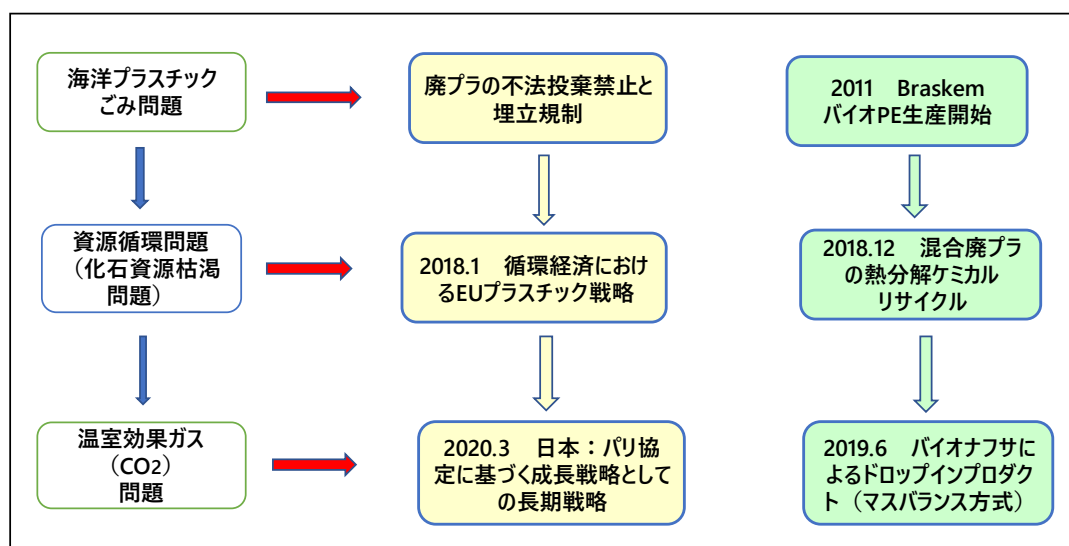 海洋プラスチック
ごみ問題
廃プラの不法投棄禁止と
埋立規制
2011 Braskem
バイオPE生産開始
資源循環問題
（化石資源枯渇
問題）
2018.1 循環経済におけ
るEUプラスチック戦略
2018.12 混合廃プラ
の熱分解ケミカル
リサイクル
温室効果ガス
（CO2）
問題
2020.3 日本：パリ協
定に基づく成長戦略として
の長期戦略
2019.6 バイオナフサに
よるドロップインプロダク
ト（マスバランス方式）